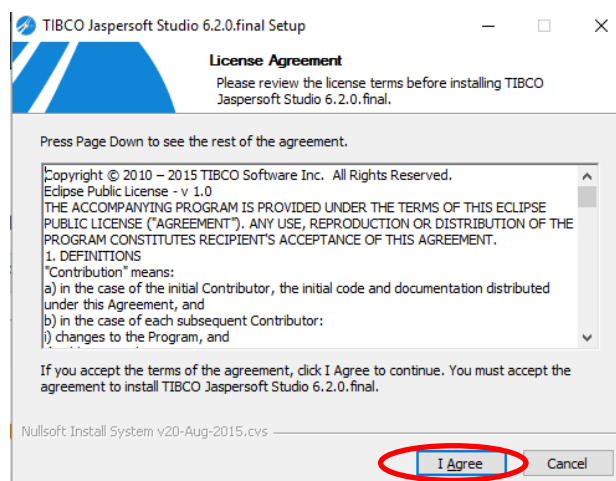 TIBCO Jaspersoft Studio 6.2.0.final Setup
License Agreement
Please review the license terms before installing TIBCO
Jaspersoft Studio 6.2.0.final.
Press Page Down to see the rest of the agreement.
Copyright © 2010 – 2015 TIBCO Software Inc.  All Rights Reserved.
Eclipse Public License - v 1.0
THE ACCOMPANYING PROGRAM IS PROVIDED UNDER THE TERMS OF THIS ECLIPSE
PUBLIC LICENSE ("AGREEMENT"). ANY USE, REPRODUCTION OR DISTRIBUTION OF THE
PROGRAM CONSTITUTES RECIPIENT'S ACCEPTANCE OF THIS AGREEMENT.
1. DEFINITIONS
"Contribution" means:
a) in the case of the initial Contributor, the initial code and documentation distributed
under this Agreement, and
b) in the case of each subsequent Contributor:
i) changes to the Program, and
If you accept the terms of the agreement, click I Agree to continue. You must accept the
agreement to install TIBCO Jaspersoft Studio 6.2.0.final.
Nullsoft Install System v20-Aug-2015.cvs
I Agree
Cancel